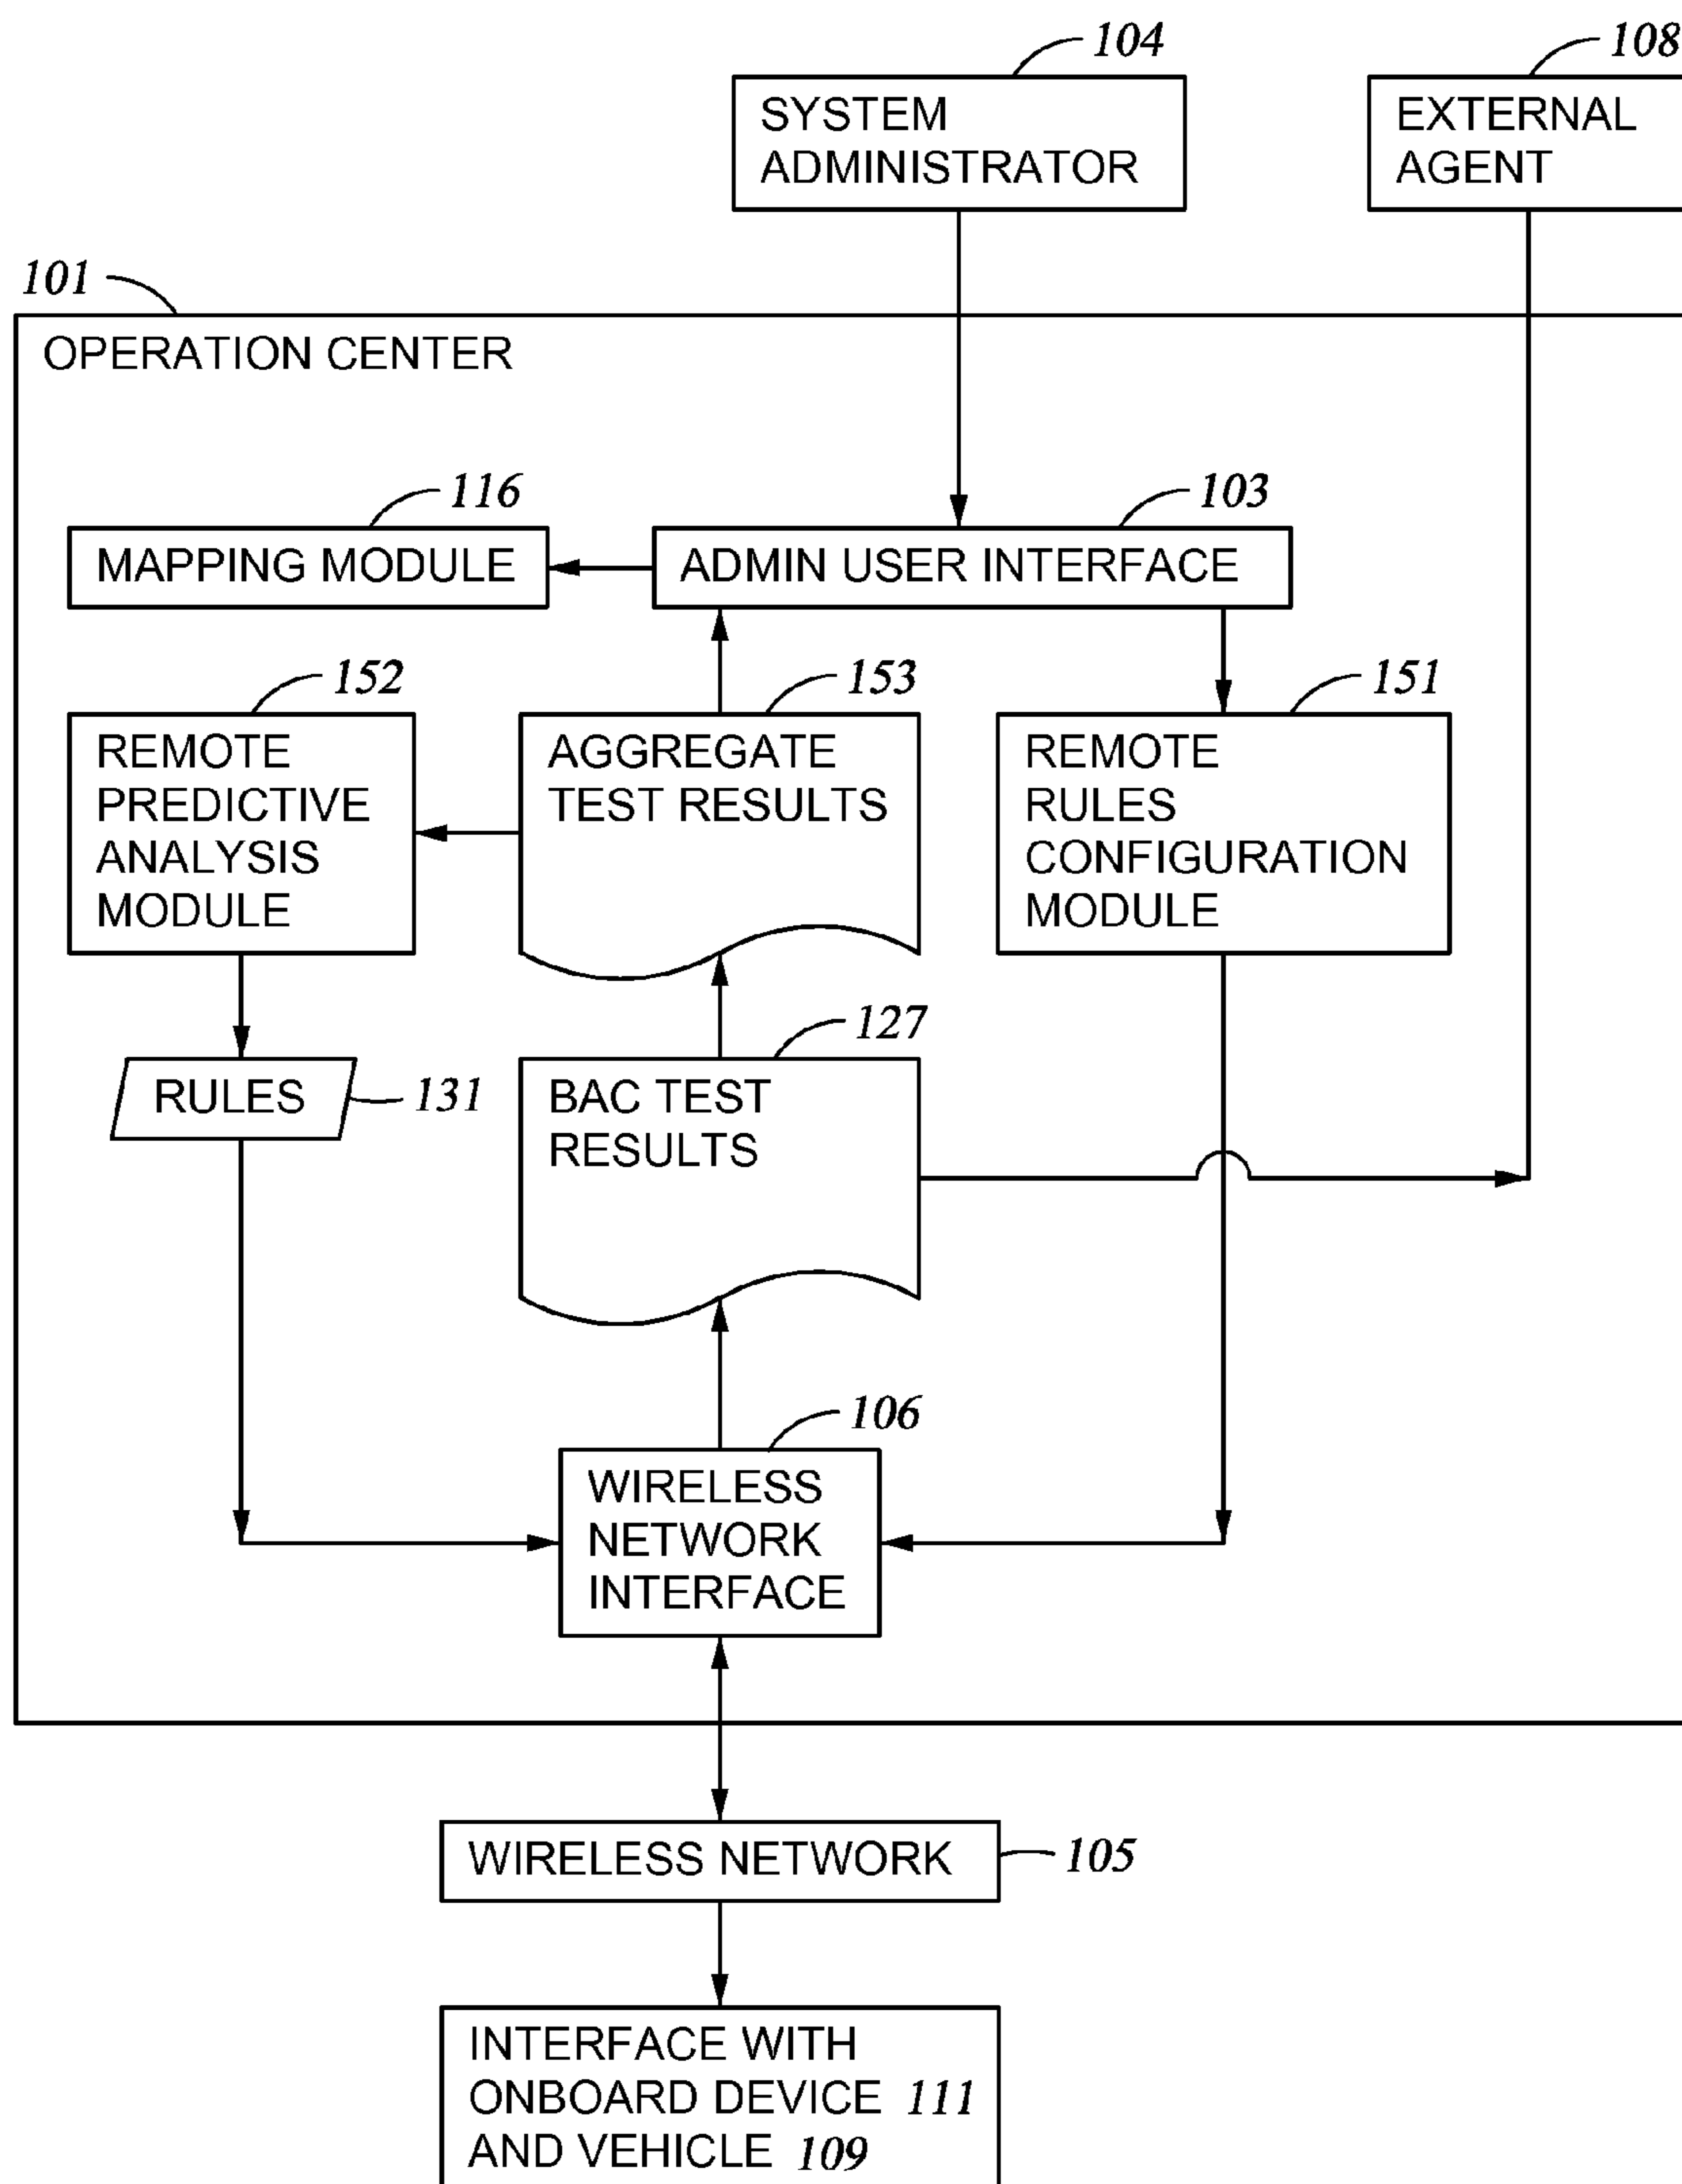 104
108
SYSTEM
ADMINISTRATOR
EXTERNAL
AGENT
101
OPERATION CENTER
116
103
MAPPING MODULE
ADMIN USER INTERFACE
152
153
151
REMOTE
PREDICTIVE
ANALYSIS
MODULE
AGGREGATE
TEST RESULTS
REMOTE
RULES
CONFIGURATION
MODULE
127
RULES
131
BAC TEST
RESULTS
106
WIRELESS
NETWORK
INTERFACE
WIRELESS NETWORK
105
INTERFACE WITH
ONBOARD DEVICE 111
AND VEHICLE 109